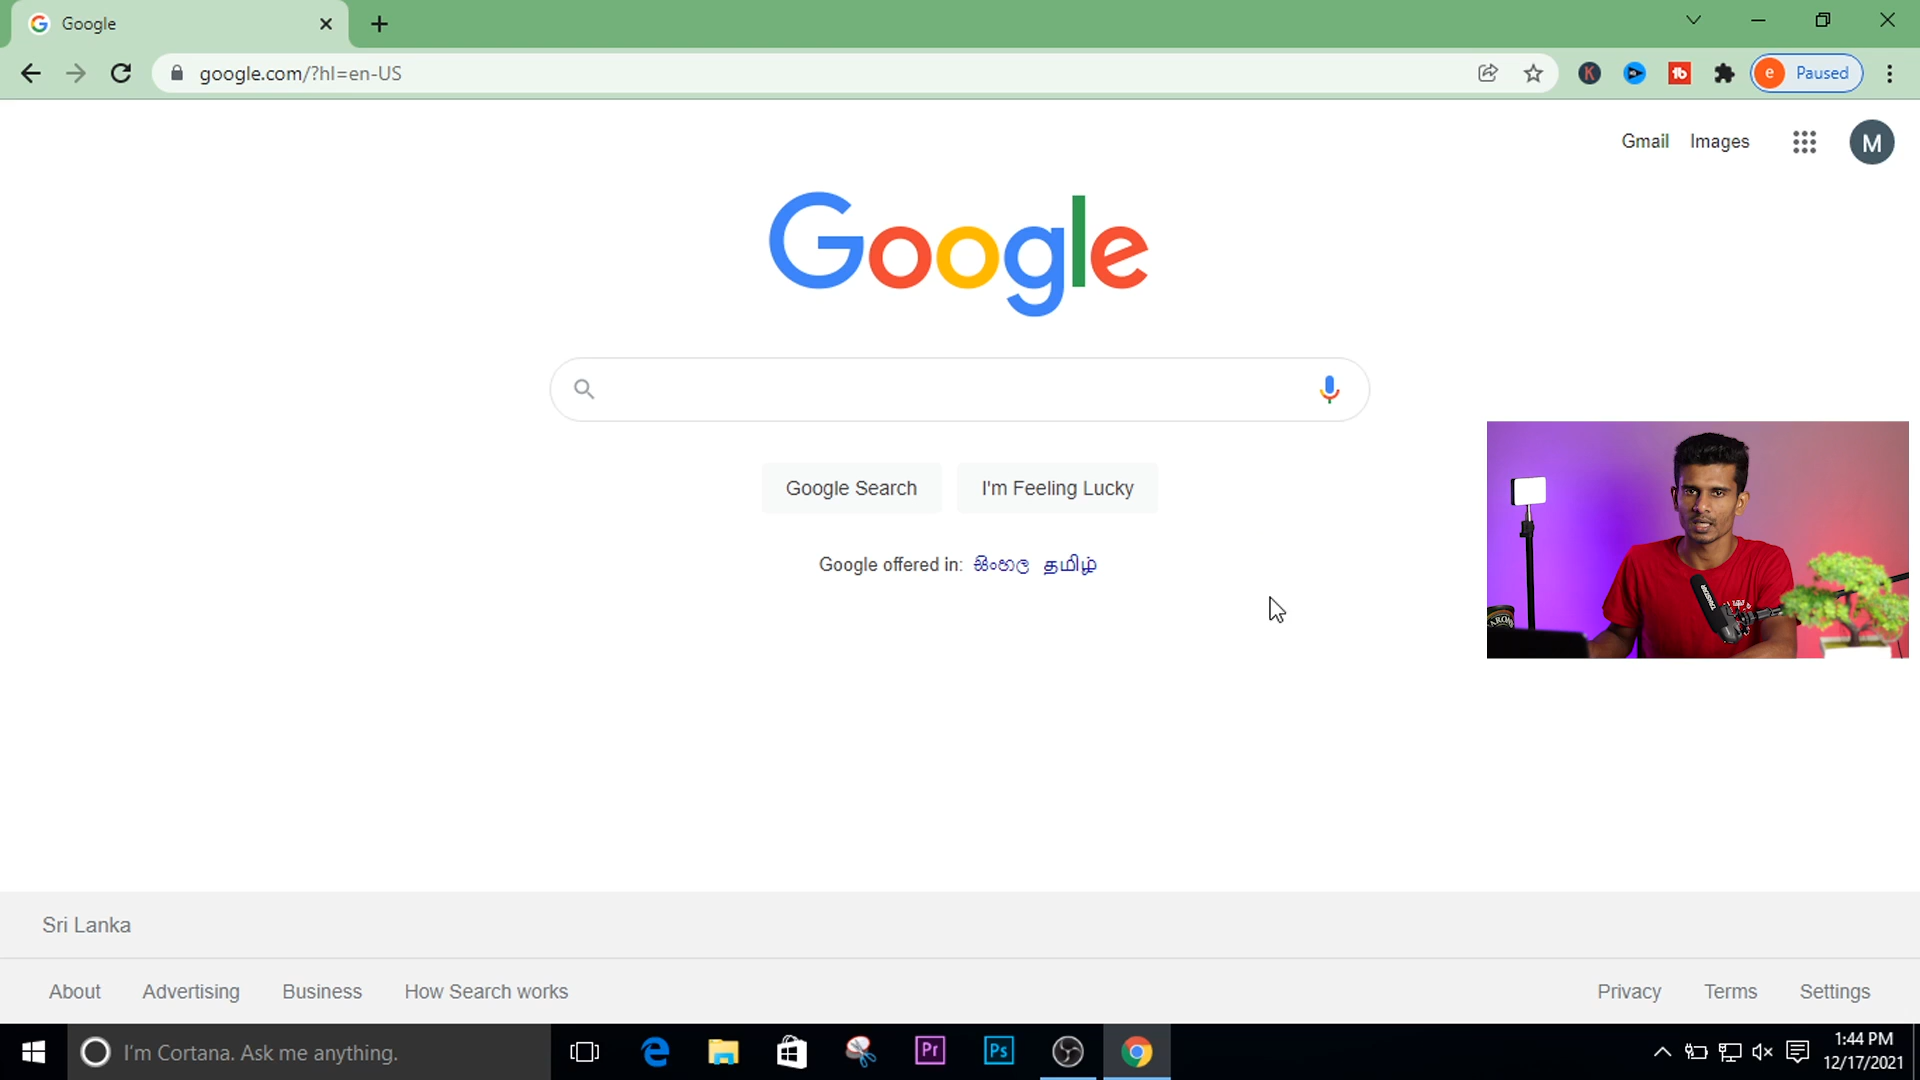 Google
google.com/?hl=en-US
e Paused
Gmail Images
M
Google
Google Search
I'm Feeling Lucky
Google offered in: සිංහල தமிழ்
Sri Lanka
About Advertising Business How Search works
Privacy Terms Settings
I'm Cortana. Ask me anything.
Pr
Ps
1:44 PM
12/17/2021